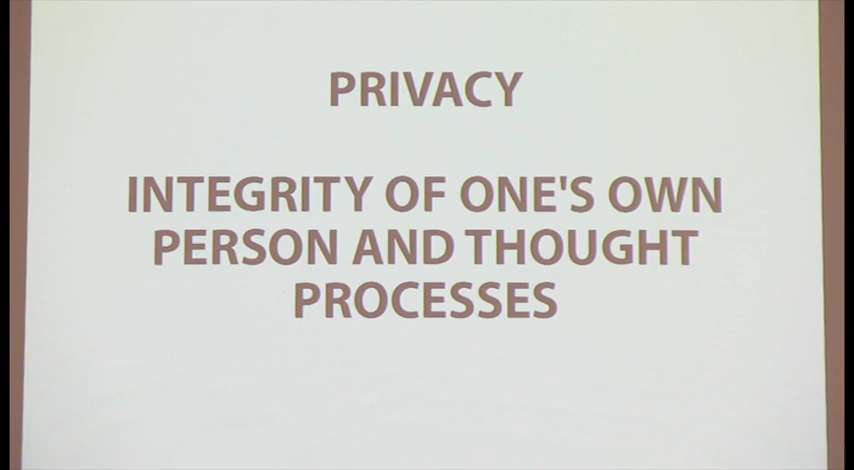 PRIVACY
INTEGRITY OF ONE'S OWN
PERSON AND THOUGHT
PROCESSES